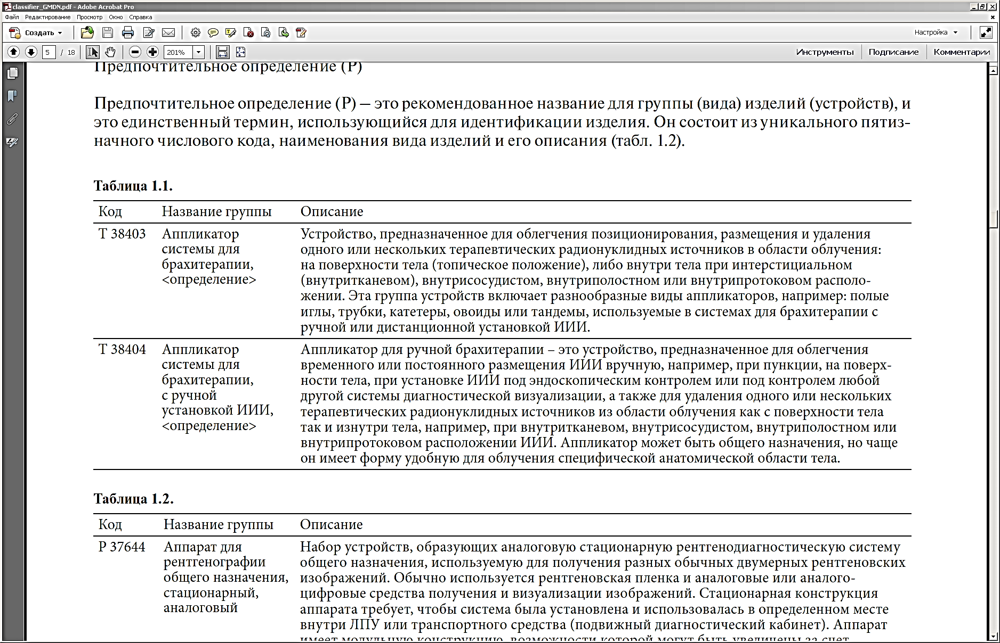 classifier_GMDN.pdf - Adobe Acrobat Pro
Файл Редактирование Просмотр Окно Справка
Создать Настройка
5 / 18 201% Инструменты Подписание Комментарии
Предпочтительное определение (Р)
Предпочтительное определение (Р) – это рекомендованное название для группы (вида) изделий (устройств), и
это единственный термин, использующийся для идентификации изделия. Он состоит из уникального пятиз-
начного числового кода, наименования вида изделий и его описания (табл. 1.2).
Таблица 1.1.
Код Название группы Описание
Т 38403 Аппликатор Устройство, предназначенное для облегчения позиционирования, размещения и удаления
системы для одного или нескольких терапевтических радионуклидных источников в области облучения:
брахитерапии, на поверхности тела (топическое положение), либо внутри тела при интерстициальном
<определение> (внутритканевом), внутрисосудистом, внутриполостном или внутрипротоковом располо-
жении. Эта группа устройств включает разнообразные виды аппликаторов, например: полые
иглы, трубки, катетеры, овоиды или тандемы, используемые в системах для брахитерапии с
ручной или дистанционной установкой ИИИ.
Т 38404 Аппликатор Аппликатор для ручной брахитерапии – это устройство, предназначенное для облегчения
системы для временного или постоянного размещения ИИИ вручную, например, при пункции, на поверх-
брахитерапии, ности тела, при установке ИИИ под эндоскопическим контролем или под контролем любой
с ручной другой системы диагностической визуализации, а также для удаления одного или нескольких
установкой ИИИ, терапевтических радионуклидных источников из области облучения как с поверхности тела
<определение> так и изнутри тела, например, при внутритканевом, внутрисосудистом, внутриполостном или
внутрипротоковом расположении ИИИ. Аппликатор может быть общего назначения, но чаще
он имеет форму удобную для облучения специфической анатомической области тела.
Таблица 1.2.
Код Название группы Описание
Р 37644 Аппарат для Набор устройств, образующих аналоговую стационарную рентгенодиагностическую систему
рентгенографии общего назначения, используемую для получения разных обычных двумерных рентгеновских
общего назначения, изображений. Обычно используется рентгеновская пленка и аналоговые или аналого-
стационарный, цифровые средства получения и визуализации изображений. Стационарная конструкция
аналоговый аппарата требует, чтобы система была установлена и использовалась в определенном месте
внутри ЛПУ или транспортного средства (подвижный диагностический кабинет). Аппарат
имеет модульную конструкцию, возможности которой могут быть увеличены за счет